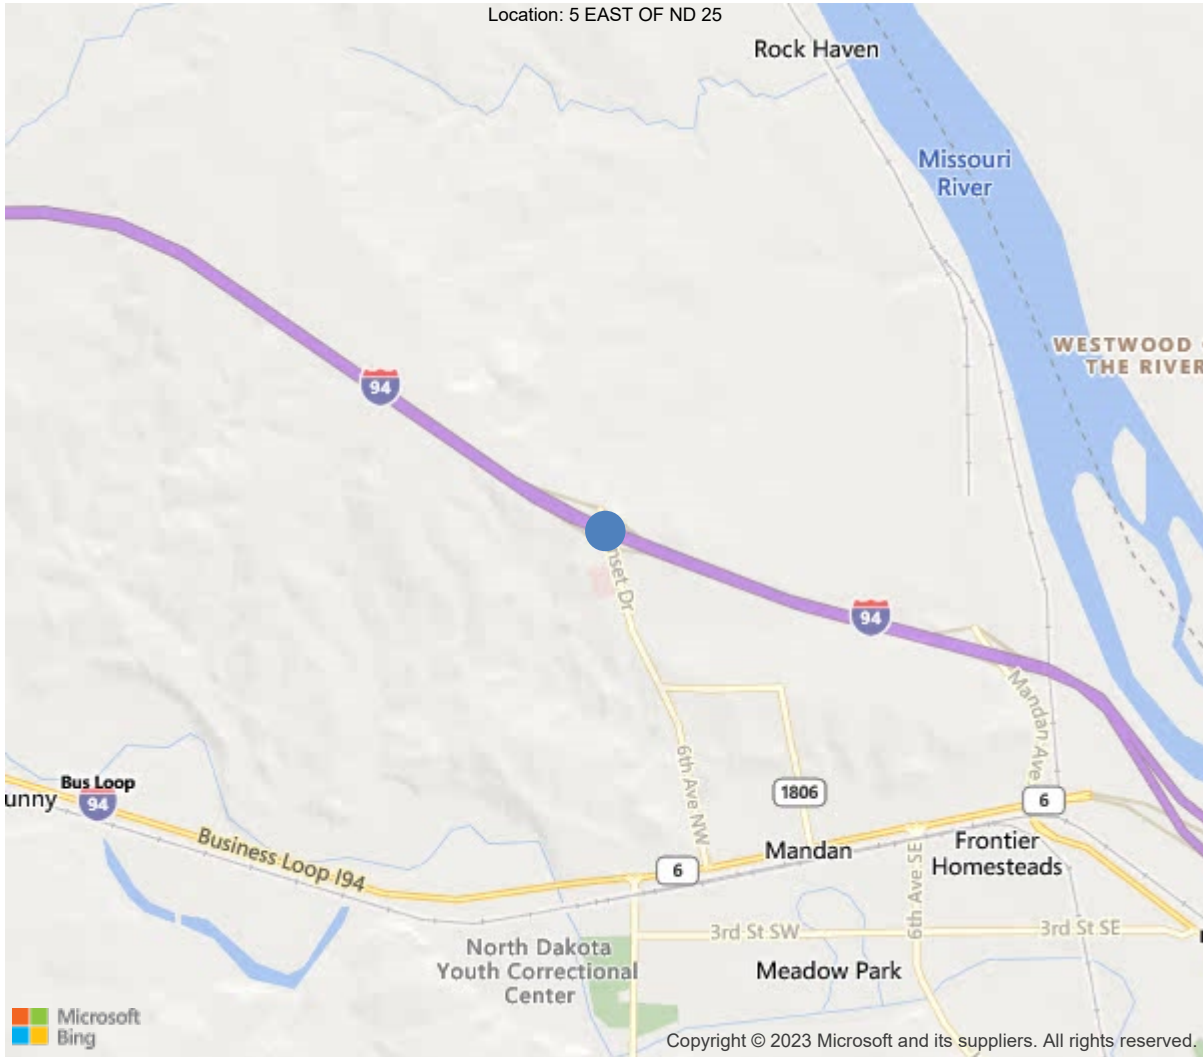 Location: 5 EAST OF ND 25
Rock Haven
Missouri
River
WESTWOOD
THE RIVER
94
nset Dr
94
Mandan Ave
6th Ave NW
Bus Loop
94
unny
1806
6
Business Loop I94
Mandan
Frontier
Homesteads
6
6th Ave SE
3rd St SW
3rd St SE
North Dakota
Youth Correctional
Center
Meadow Park
Microsoft
Bing
Copyright © 2023 Microsoft and its suppliers. All rights reserved.